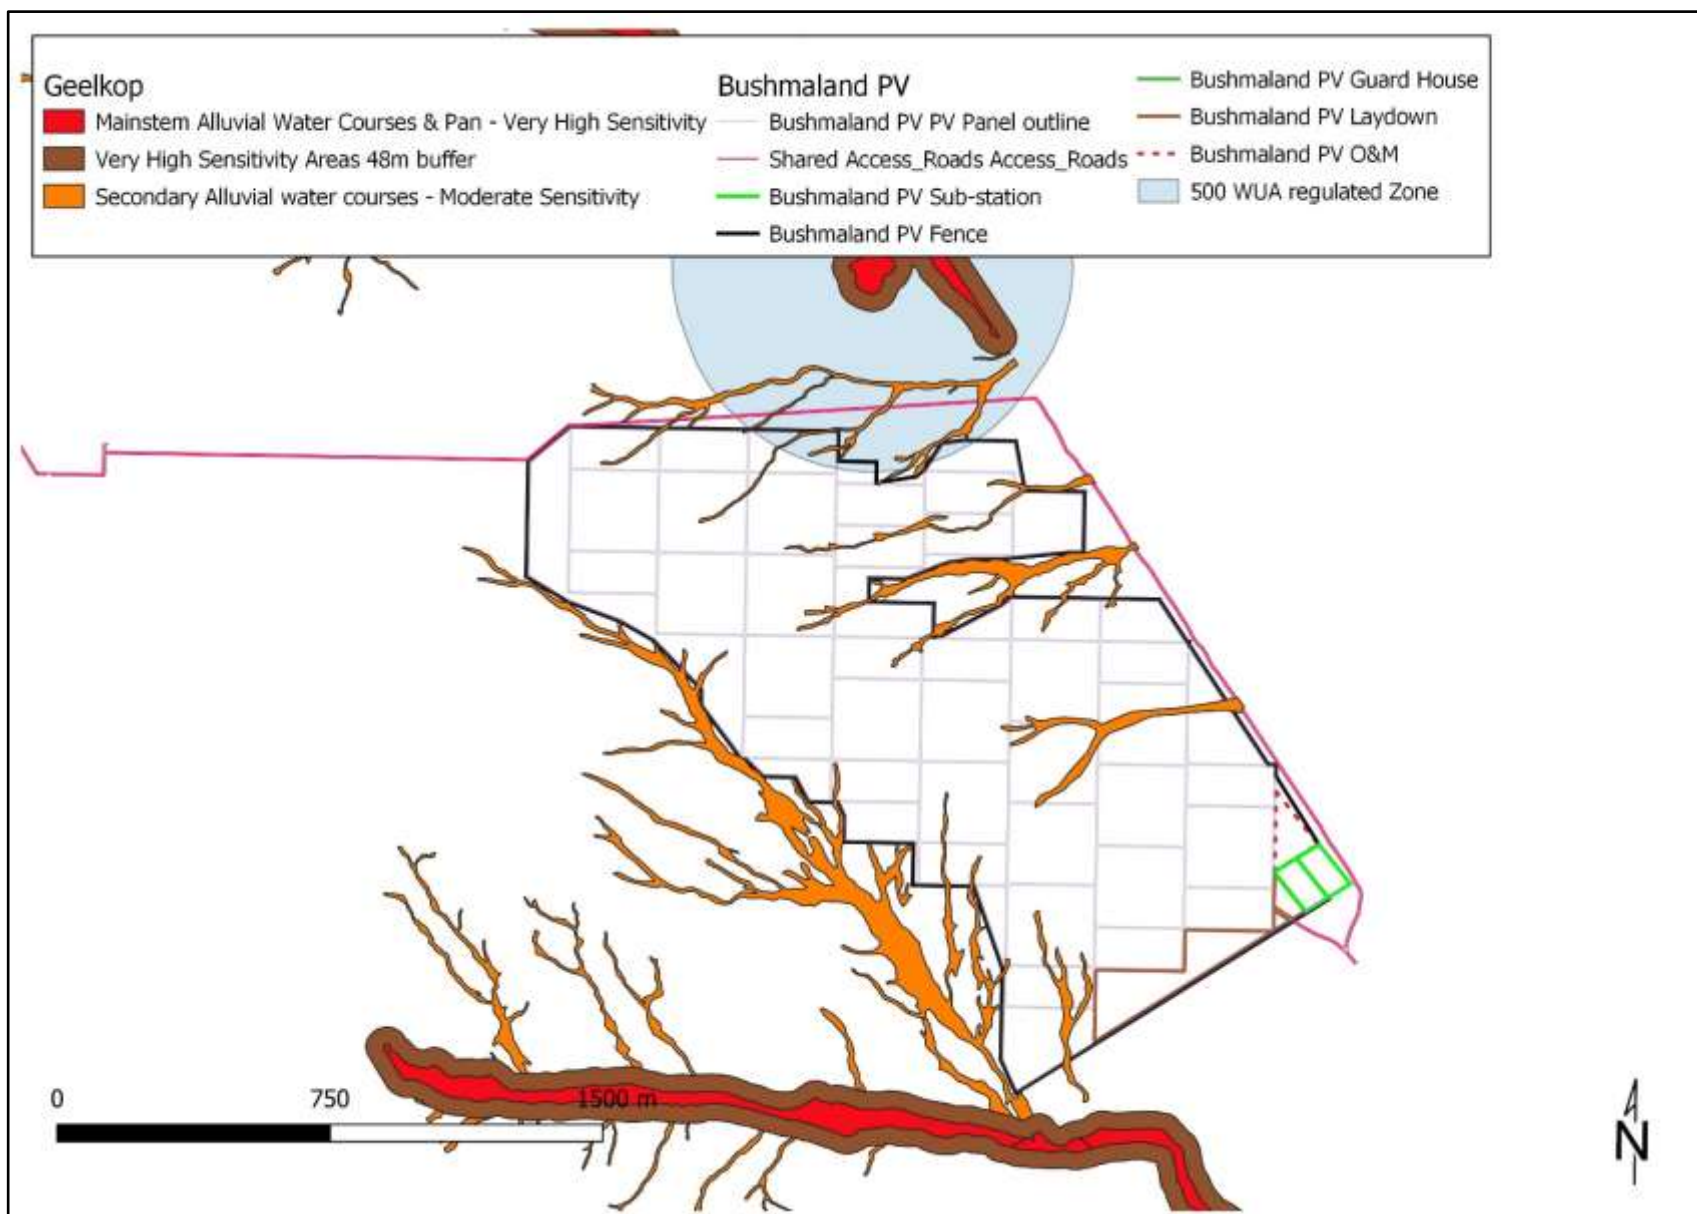 Geelkop
Mainstem Alluvial Water Courses & Pan - Very High Sensitivity
Very High Sensitivity Areas 48m buffer
Secondary Alluvial water courses - Moderate Sensitivity
Bushmaland PV
Bushmaland PV PV Panel outline
Shared Access_Roads Access_Roads
Bushmaland PV Sub-station
Bushmaland PV Fence
Bushmaland PV Guard House
Bushmaland PV Laydown
Bushmaland PV O&M
500 WUA regulated Zone
0 750 1500 m
N